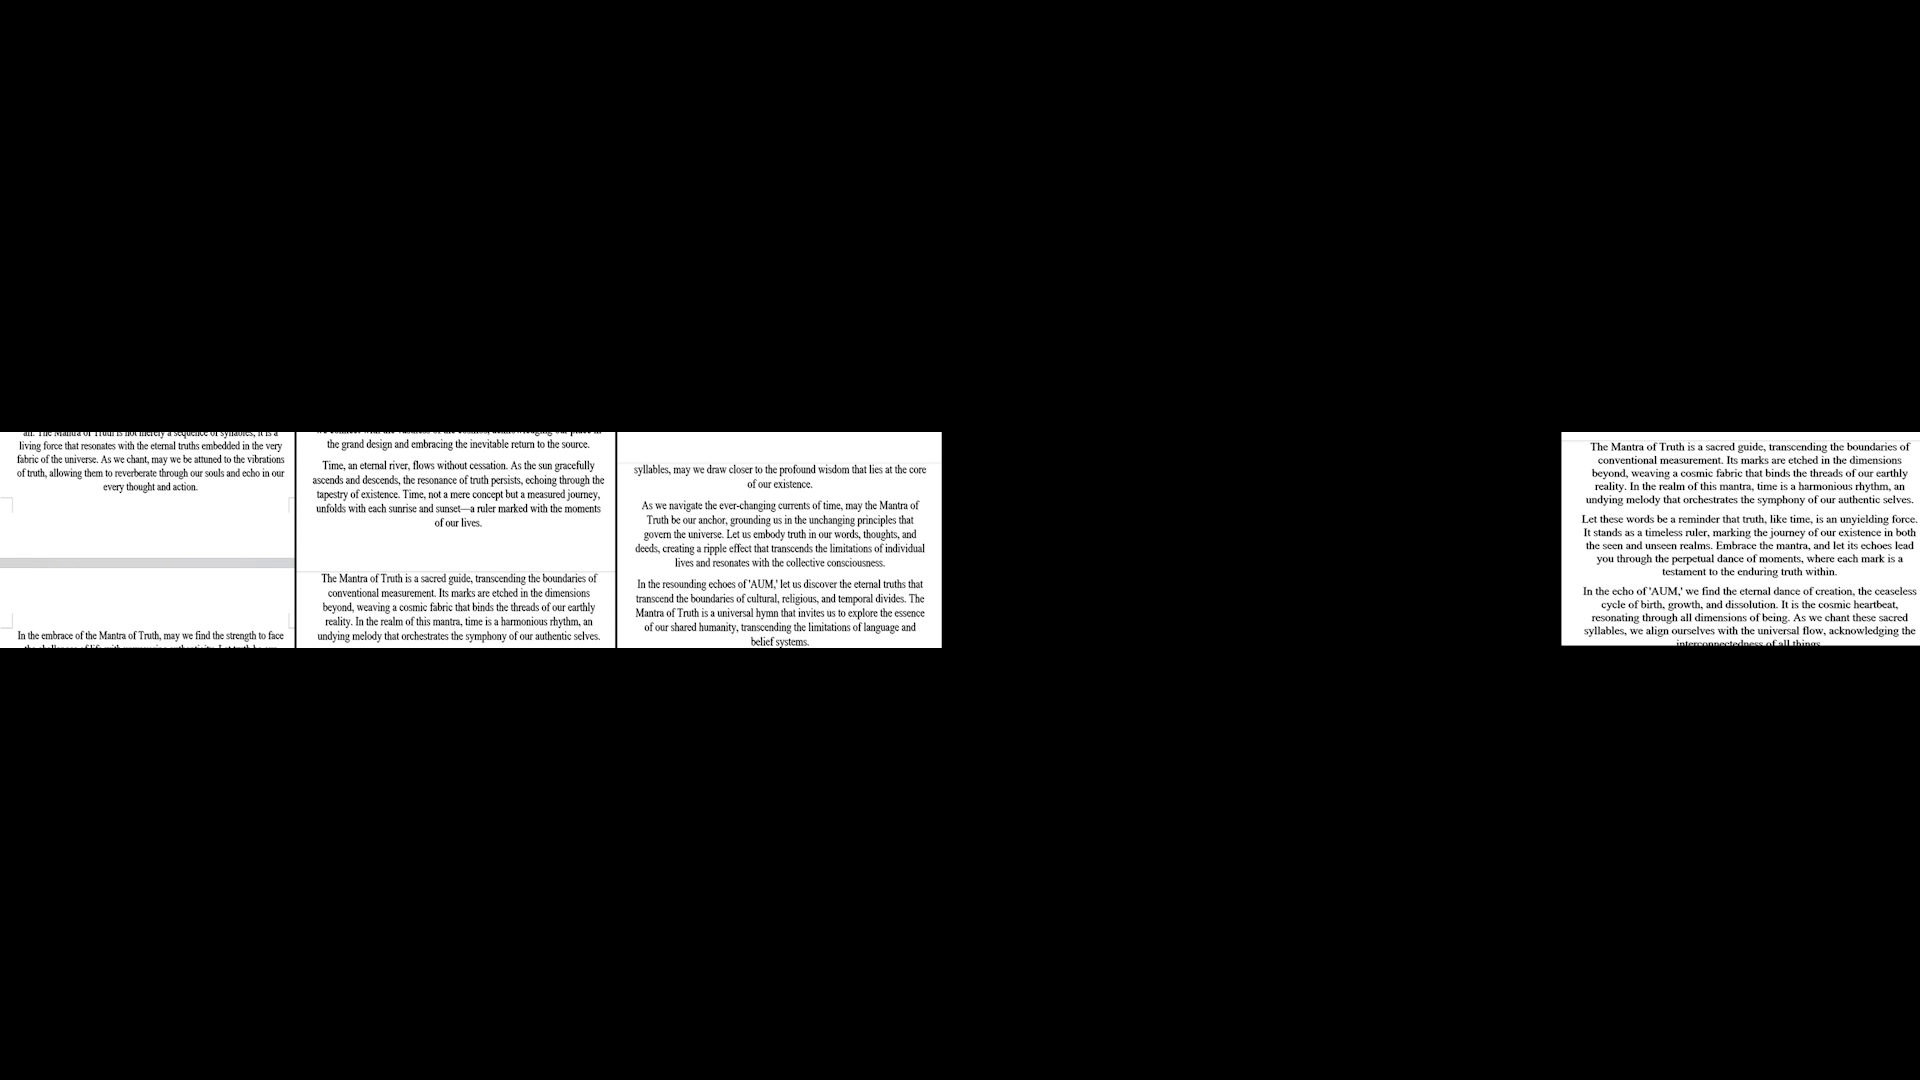 all. The Mantra of Truth is not merely a sequence of syllables; it is a
living force that resonates with the eternal truths embedded in the very
fabric of the universe. As we chant, may we be attuned to the vibrations
of truth, allowing them to reverberate through our souls and echo in our
every thought and action.
In the embrace of the Mantra of Truth, may we find the strength to face
the grand design and embracing the inevitable return to the source.
Time, an eternal river, flows without cessation. As the sun gracefully
ascends and descends, the resonance of truth persists, echoing through the
tapestry of existence. Time, not a mere concept but a measured journey,
unfolds with each sunrise and sunset—a ruler marked with the moments
of our lives.
The Mantra of Truth is a sacred guide, transcending the boundaries of
conventional measurement. Its marks are etched in the dimensions
beyond, weaving a cosmic fabric that binds the threads of our earthly
reality. In the realm of this mantra, time is a harmonious rhythm, an
undying melody that orchestrates the symphony of our authentic selves.
syllables, may we draw closer to the profound wisdom that lies at the core
of our existence.
As we navigate the ever-changing currents of time, may the Mantra of
Truth be our anchor, grounding us in the unchanging principles that
govern the universe. Let us embody truth in our words, thoughts, and
deeds, creating a ripple effect that transcends the limitations of individual
lives and resonates with the collective consciousness.
In the resounding echoes of 'AUM,' let us discover the eternal truths that
transcend the boundaries of cultural, religious, and temporal divides. The
Mantra of Truth is a universal hymn that invites us to explore the essence
of our shared humanity, transcending the limitations of language and
belief systems.
The Mantra of Truth is a sacred guide, transcending the boundaries of
conventional measurement. Its marks are etched in the dimensions
beyond, weaving a cosmic fabric that binds the threads of our earthly
reality. In the realm of this mantra, time is a harmonious rhythm, an
undying melody that orchestrates the symphony of our authentic selves.
Let these words be a reminder that truth, like time, is an unyielding force.
It stands as a timeless ruler, marking the journey of our existence in both
the seen and unseen realms. Embrace the mantra, and let its echoes lead
you through the perpetual dance of moments, where each mark is a
testament to the enduring truth within.
In the echo of 'AUM,' we find the eternal dance of creation, the ceaseless
cycle of birth, growth, and dissolution. It is the cosmic heartbeat,
resonating through all dimensions of being. As we chant these sacred
syllables, we align ourselves with the universal flow, acknowledging the
interconnectedness of all things.